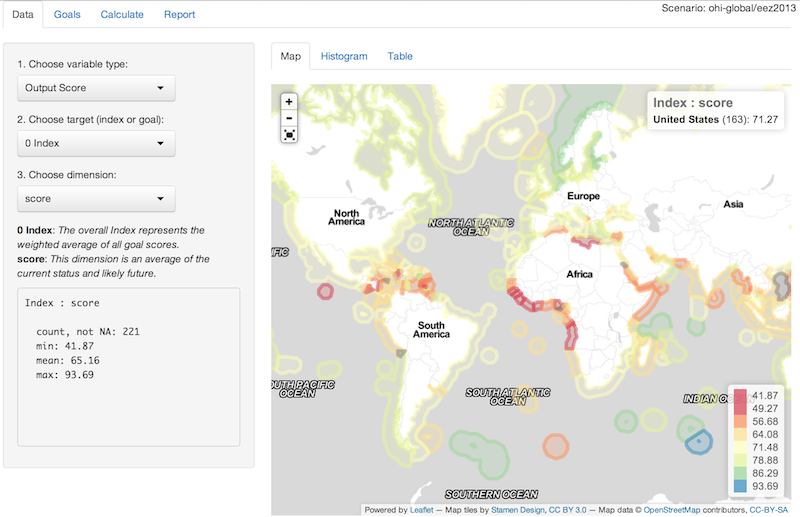 Scenario: ohi-global/eez2013
Data Goals Calculate Report
1. Choose variable type:
Output Score
2. Choose target (index or goal):
0 Index
3. Choose dimension:
score
0 Index: The overall Index represents the
weighted average of all goal scores.
score: This dimension is an average of the
current status and likely future.
Index : score
count, not NA: 221
min: 41.87
mean: 65.16
max: 93.69
Map Histogram Table
+
-
Index : score
United States (163): 71.27
Europe
Asia
North
America
NORTH ATLANTIC
OCEAN
IFIC
Africa
South
America
OUTH PACIFIC
OCEAN
SOUTH ATLANTIC
OCEAN
INDIAN OCEAN
41.87
49.27
56.68
64.08
71.48
78.88
86.29
93.69
SOUTHERN OCEAN
Powered by Leaflet — Map tiles by Stamen Design, CC BY 3.0 — Map data © OpenStreetMap contributors, CC-BY-SA